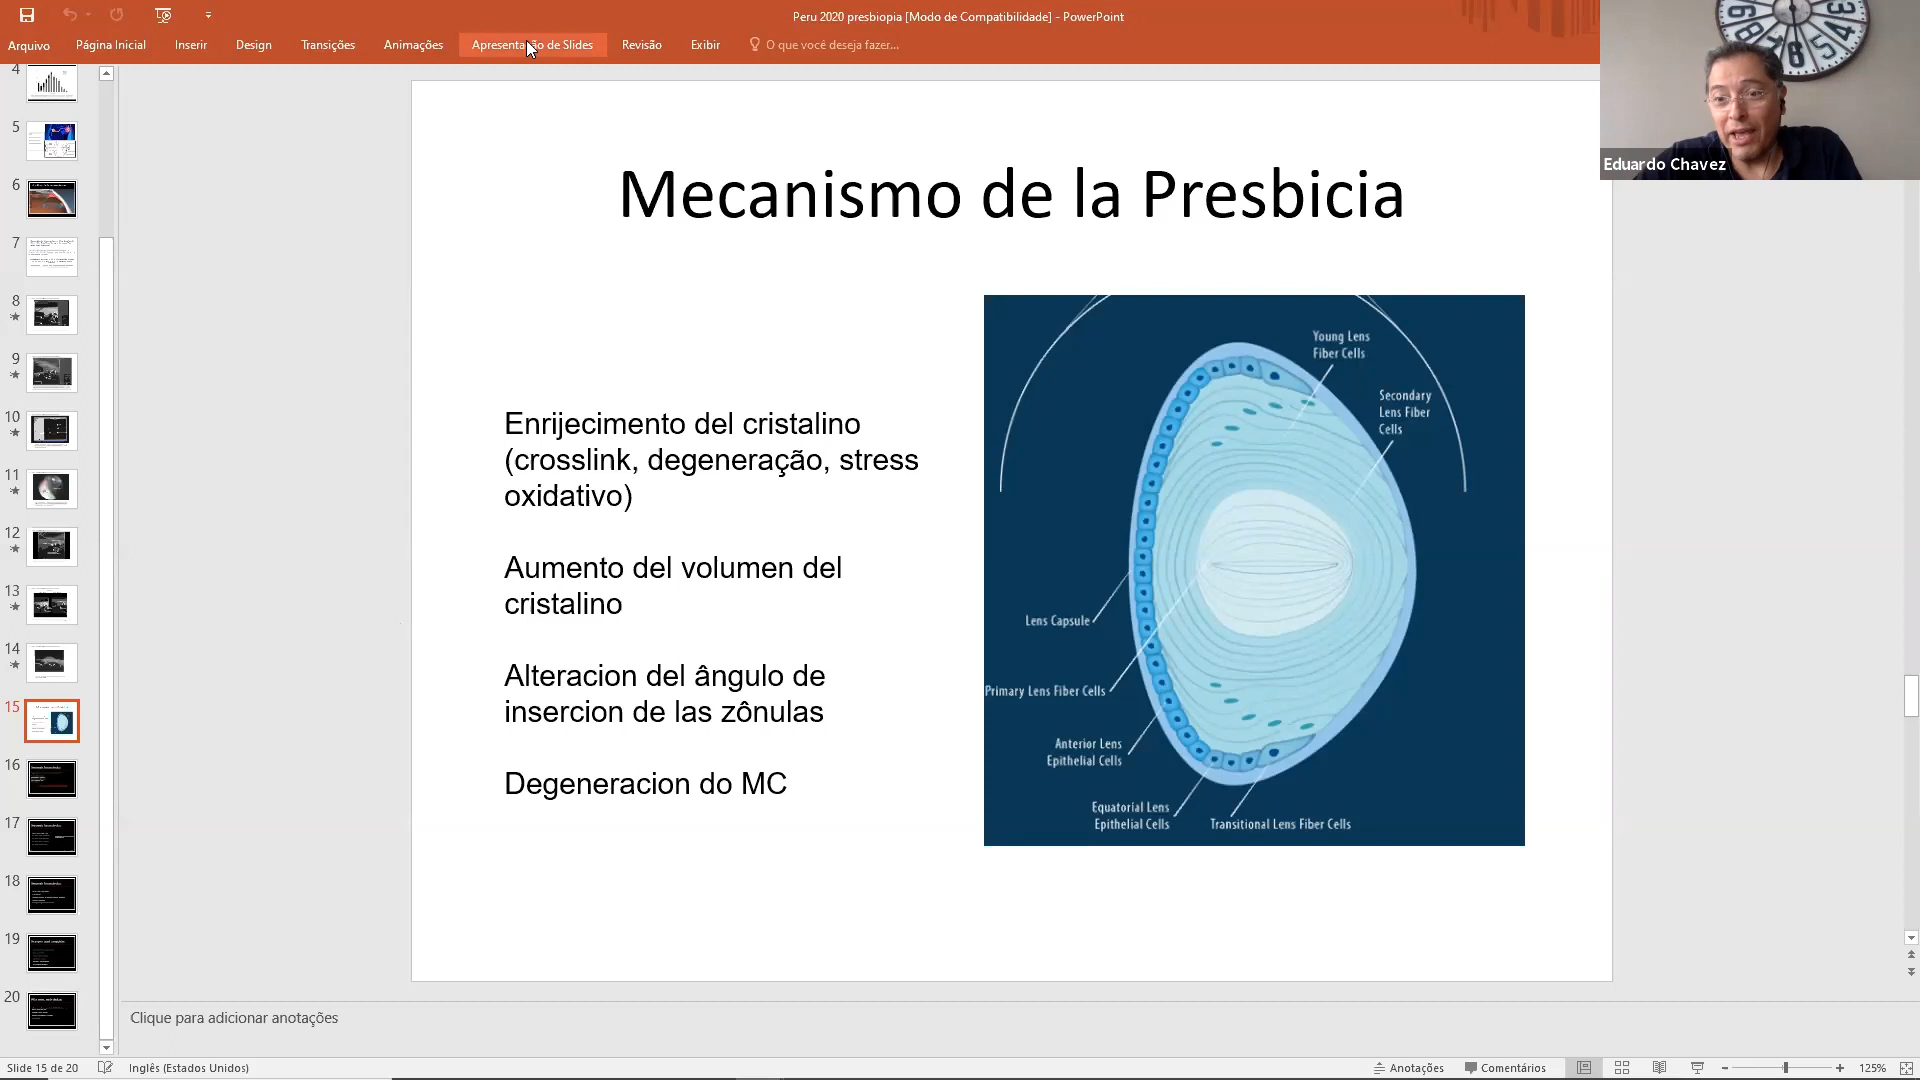 Peru 2020 presbiopia [Modo de Compatibilidade] - PowerPoint
Arquivo
Página Inicial
Inserir
Design
Transições
Animações
Apresentação de Slides
Revisão
Exibir
O que você deseja fazer...
Eduardo Chavez
4
5
6
7
8
9
10
11
12
13
14
15
16
17
18
19
20
Mecanismo de la Presbicia
Enrijecimento del cristalino
(crosslink, degeneração, stress
oxidativo)
Aumento del volumen del
cristalino
Alteracion del ângulo de
insercion de las zônulas
Degeneracion do MC
Young Lens
Fiber Cells
Secondary
Lens Fiber
Cells
Lens Capsule
Primary Lens Fiber Cells
Anterior Lens
Epithelial Cells
Equatorial Lens
Epithelial Cells
Transitional Lens Fiber Cells
Clique para adicionar anotações
Slide 15 de 20
Inglês (Estados Unidos)
Anotações
Comentários
125%